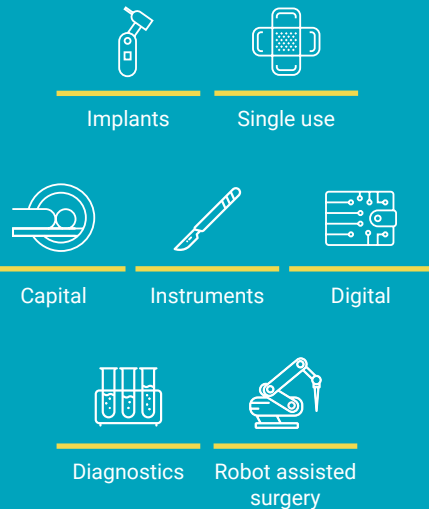 Implants
Single use
Capital
Instruments
Digital
Diagnostics
Robot assisted
surgery